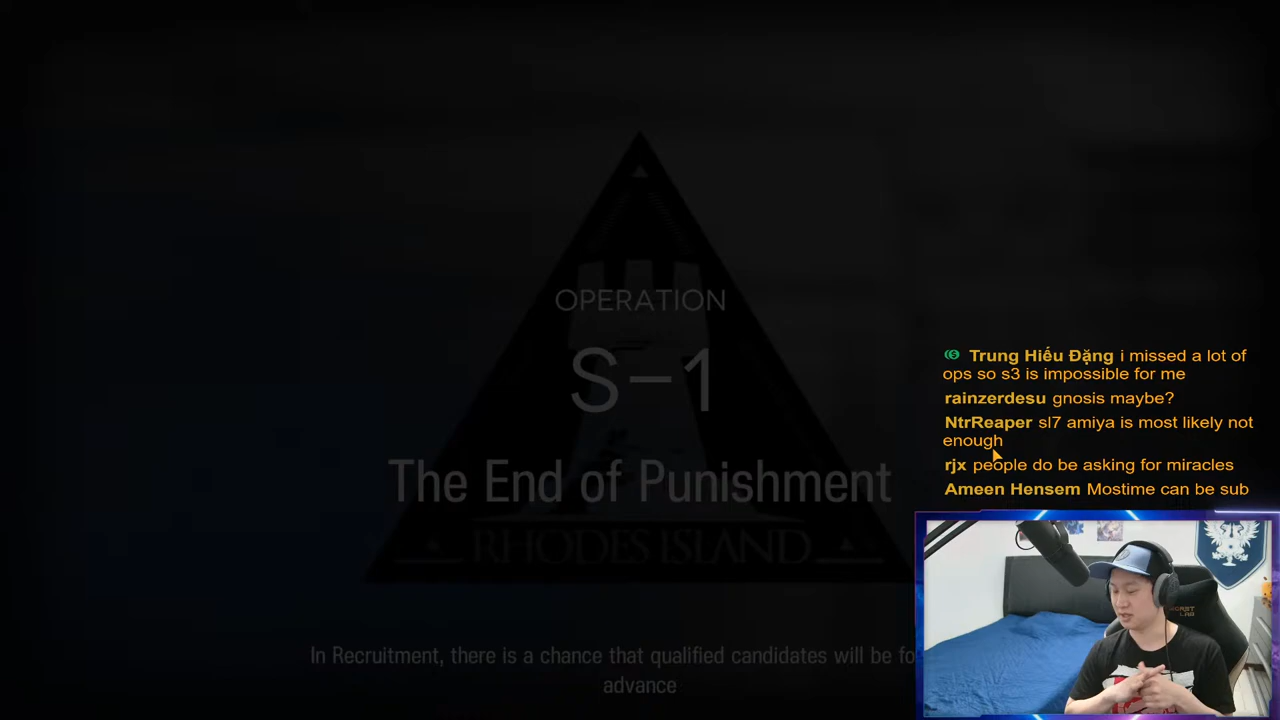 OPERATION
S-1
The End of Punishment
RHODES ISLAND
In Recruitment, there is a chance that qualified candidates will be fo
advance
Trung Hiếu Đặng i missed a lot of
ops so s3 is impossible for me
rainzerdesu gnosis maybe?
NtrReaper sl7 amiya is most likely not
enough
rjx people do be asking for miracles
Ameen Hensem Mostime can be sub